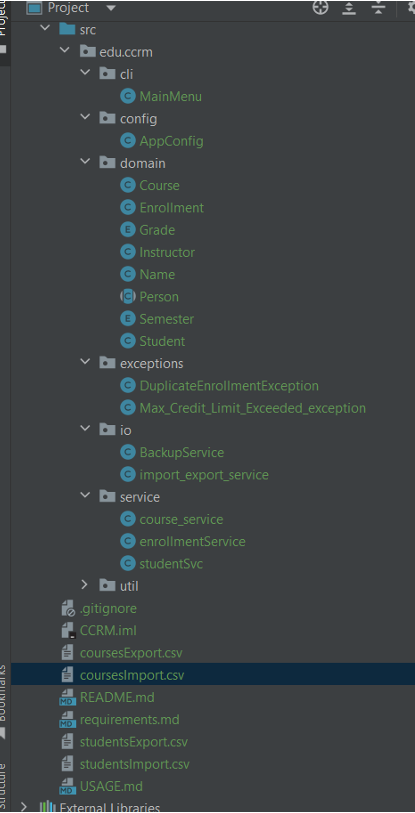 Project
Project
src
edu.ccrm
cli
MainMenu
config
AppConfig
domain
Course
Enrollment
Grade
Instructor
Name
Person
Semester
Student
exceptions
DuplicateEnrollmentException
Max_Credit_Limit_Exceeded_exception
io
BackupService
import_export_service
service
course_service
enrollmentService
studentSvc
util
.gitignore
CCRM.iml
coursesExport.csv
coursesImport.csv
README.md
requirements.md
studentsExport.csv
studentsImport.csv
USAGE.md
External Libraries
Bookmarks
Structure